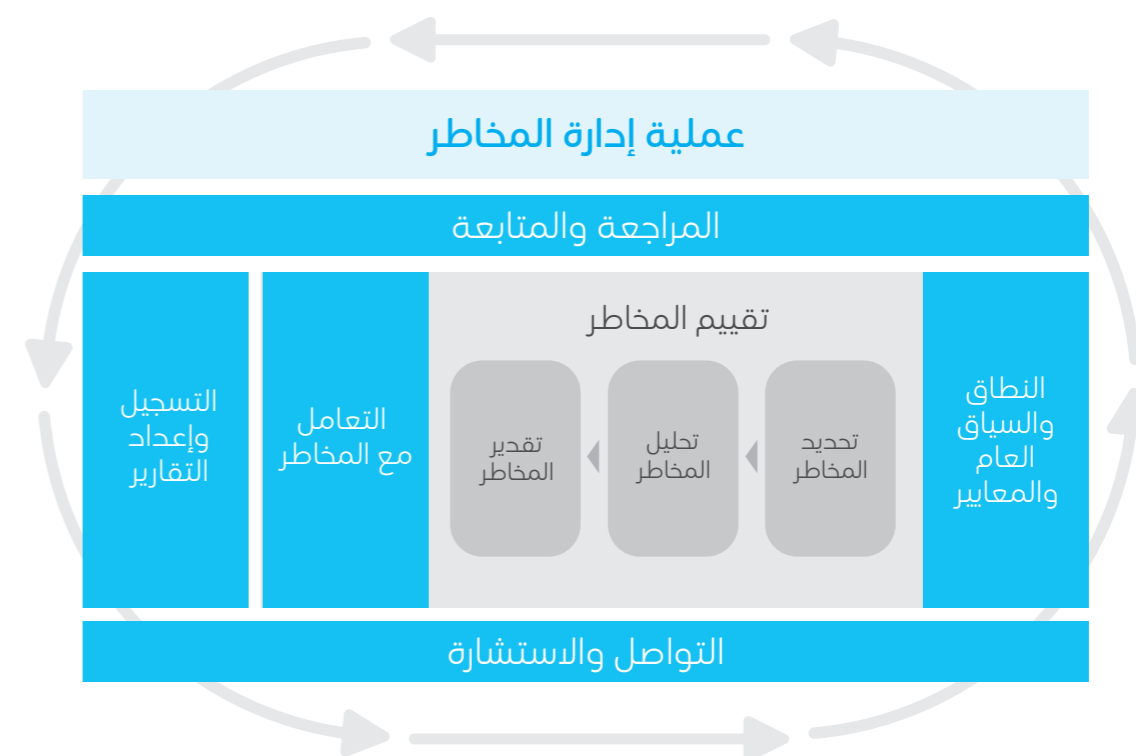 عملية إدارة المخاطر
المراجعة والمتابعة
النطاق
والسياق
العام
والمعايير
تقييم المخاطر
تحديد
المخاطر
تحليل
المخاطر
تقدير
المخاطر
التعامل
مع المخاطر
التسجيل
وإعداد
التقارير
التواصل والاستشارة